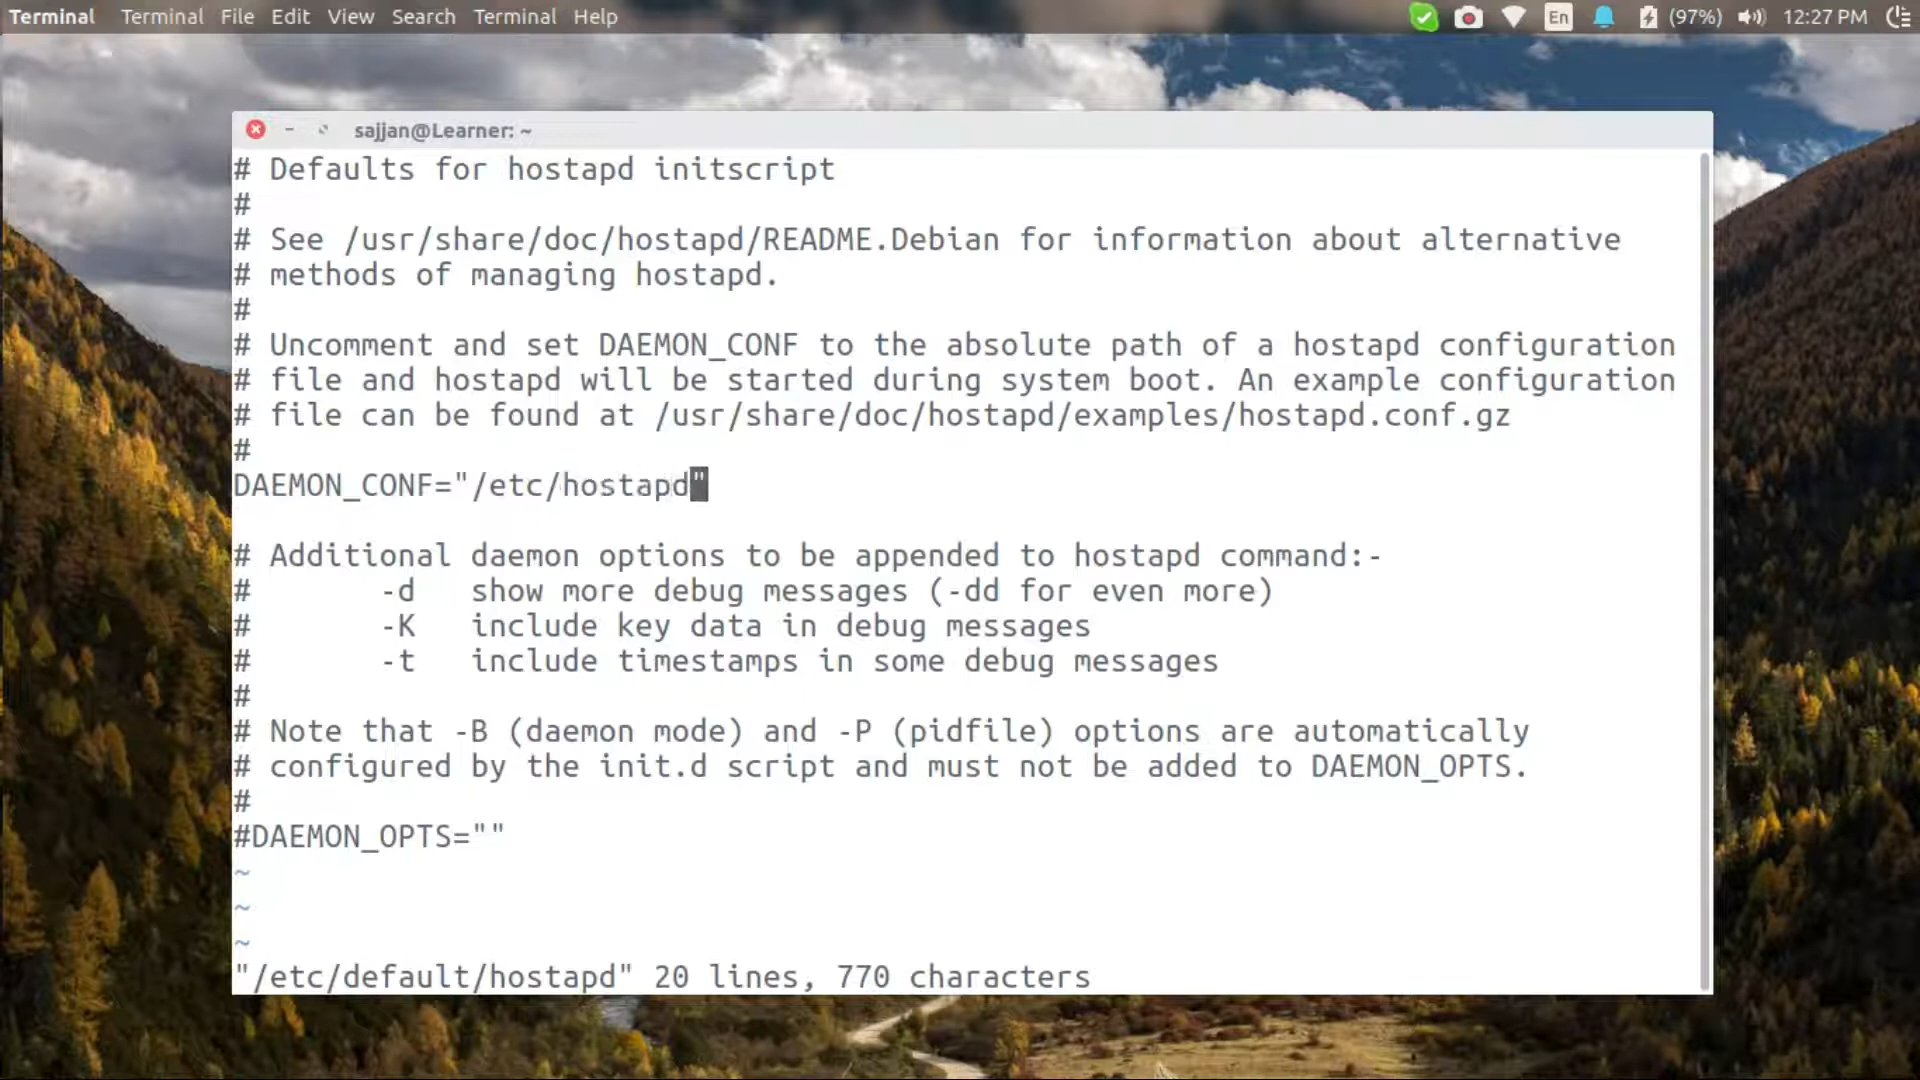 Terminal Terminal File Edit View Search Terminal Help En (97%) 12:27 PM
sajjan@Learner: ~
# Defaults for hostapd initscript
#
# See /usr/share/doc/hostapd/README.Debian for information about alternative
# methods of managing hostapd.
#
# Uncomment and set DAEMON_CONF to the absolute path of a hostapd configuration
# file and hostapd will be started during system boot. An example configuration
# file can be found at /usr/share/doc/hostapd/examples/hostapd.conf.gz
#
DAEMON_CONF="/etc/hostapd"
# Additional daemon options to be appended to hostapd command:-
#       -d   show more debug messages (-dd for even more)
#       -K   include key data in debug messages
#       -t   include timestamps in some debug messages
#
# Note that -B (daemon mode) and -P (pidfile) options are automatically
# configured by the init.d script and must not be added to DAEMON_OPTS.
#
#DAEMON_OPTS=""
~
~
~
"/etc/default/hostapd" 20 lines, 770 characters